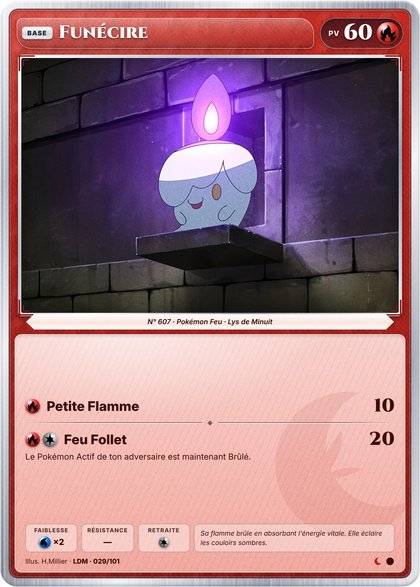 BASE FUNÉCIRE PV 60
N° 607 · Pokémon Feu · Lys de Minuit
Petite Flamme 10
Feu Follet 20
Le Pokémon Actif de ton adversaire est maintenant Brûlé.
FAIBLESSE RÉSISTANCE RETRAITE
×2 —
Sa flamme brûle en absorbant l'énergie vitale. Elle éclaire
les couloirs sombres.
Illus. H.Millier · LDM · 029/101